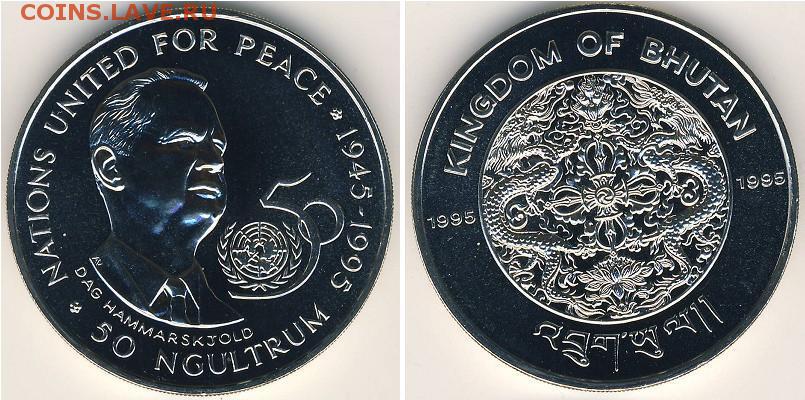 COINS.LAVE.RU
NATIONS UNITED FOR PEACE
1945-1995
50
DAG HAMMARSKJOLD
50 NGULTRUM
KINGDOM OF BHUTAN
1995
1995